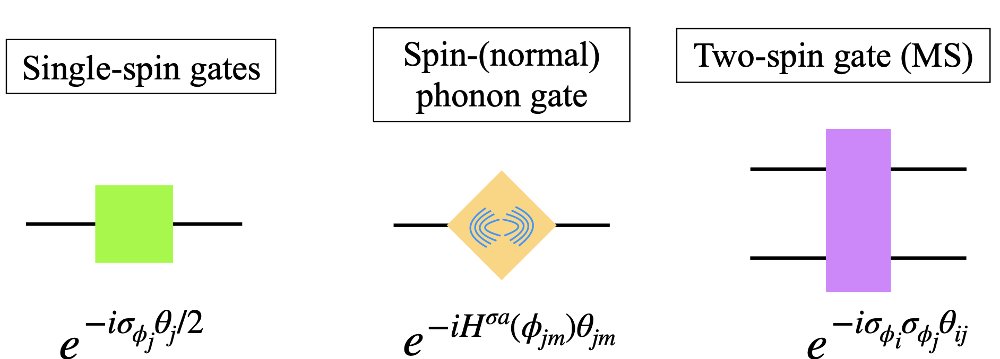 Single-spin gates
Spin-(normal)
phonon gate
Two-spin gate (MS)
e^{-iσ_{ϕ_j}θ_j/2}
e^{-iH^{σa}(ϕ_{jm})θ_{jm}}
e^{-iσ_{ϕ_i}σ_{ϕ_j}θ_{ij}}